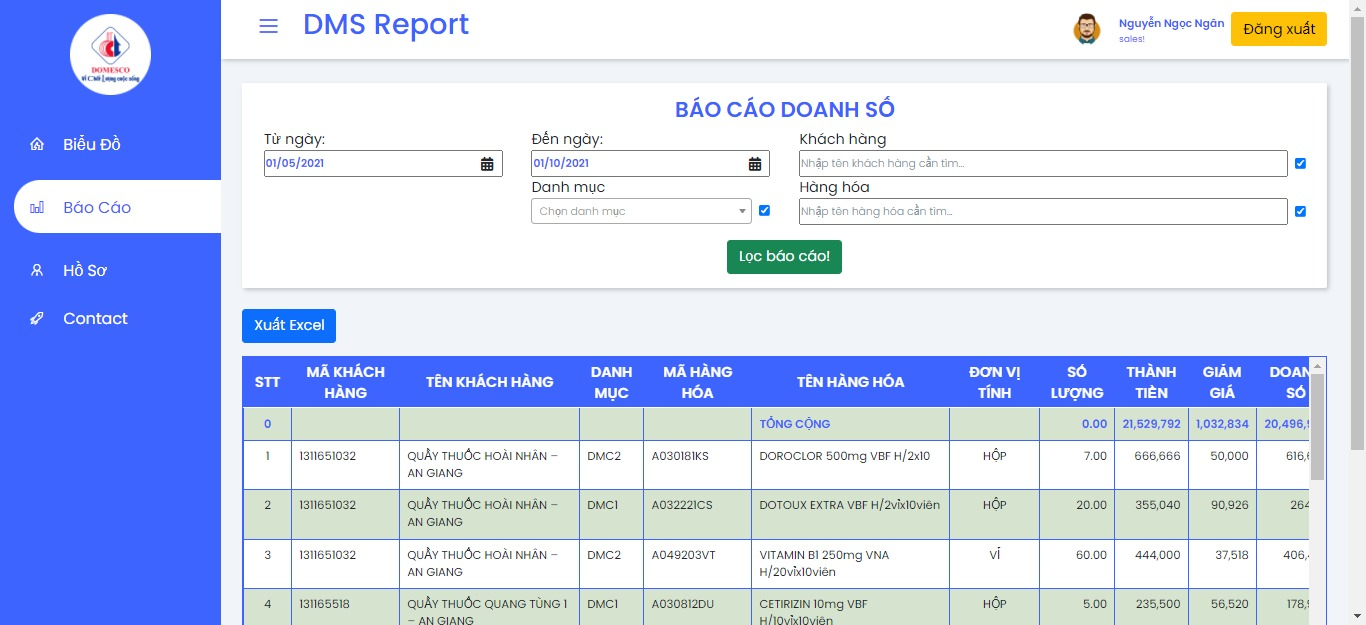 DOMESCO
Vì Chất Lượng cuộc sống
Biểu Đồ
Báo Cáo
Hồ Sơ
Contact
DMS Report
Nguyễn Ngọc Ngân
sales!
Đăng xuất
BÁO CÁO DOANH SỐ
Từ ngày:
01/05/2021
Đến ngày:
01/10/2021
Khách hàng
Nhập tên khách hàng cần tìm...
Danh mục
Chọn danh mục
Hàng hóa
Nhập tên hàng hóa cần tìm...
Lọc báo cáo!
Xuất Excel
STT MÃ KHÁCH HÀNG TÊN KHÁCH HÀNG DANH MỤC MÃ HÀNG HÓA TÊN HÀNG HÓA ĐƠN VỊ TÍNH SỐ LƯỢNG THÀNH TIỀN GIẢM GIÁ DOAN SỐ
0 TỔNG CỘNG 0.00 21,529,792 1,032,834 20,496,9
1 1311651032 QUẦY THUỐC HOÀI NHÂN – DMC2 A030181KS DOROCLOR 500mg VBF H/2x10 HỘP 7.00 666,666 50,000 616,6
AN GIANG
2 1311651032 QUẦY THUỐC HOÀI NHÂN – DMC1 A032221CS DOTOUX EXTRA VBF H/2vỉx10viên HỘP 20.00 355,040 90,926 264
AN GIANG
3 1311651032 QUẦY THUỐC HOÀI NHÂN – DMC2 A049203VT VITAMIN B1 250mg VNA VỈ 60.00 444,000 37,518 406,4
AN GIANG H/20vỉx10viên
4 131165518 QUẦY THUỐC QUANG TÙNG 1 DMC1 A030812DU CETIRIZIN 10mg VBF HỘP 5.00 235,500 56,520 178,9
– AN GIANG H/10vỉx10viên